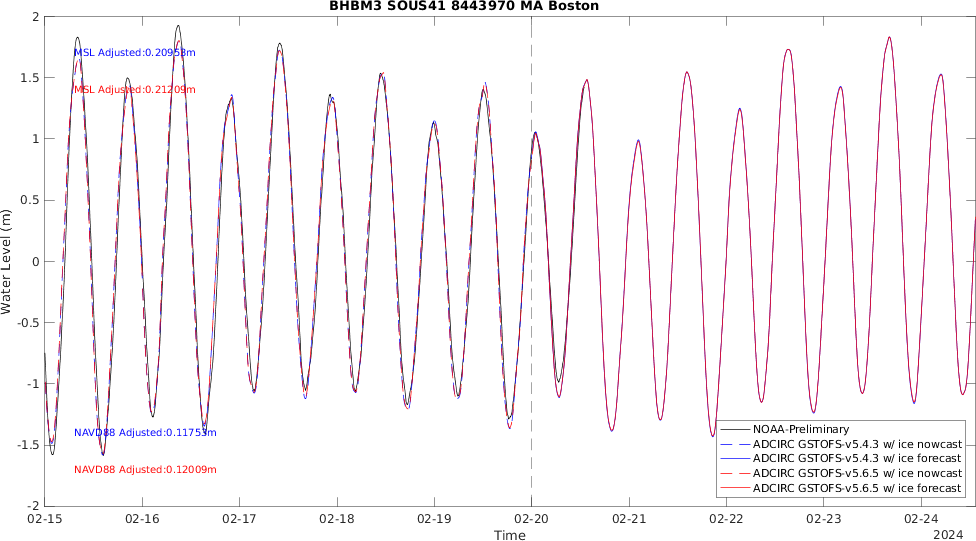 BHBM3 SOUS41 8443970 MA Boston
2
MSL Adjusted:0.20953m
1.5
MSL Adjusted:0.21209m
1
0.5
Water Level (m)
0
-0.5
-1
NAVD88 Adjusted:0.11753m
-1.5
NAVD88 Adjusted:0.12009m
-2
NOAA-Preliminary
ADCIRC GSTOFS-v5.4.3 w/ ice nowcast
ADCIRC GSTOFS-v5.4.3 w/ ice forecast
ADCIRC GSTOFS-v5.6.5 w/ ice nowcast
ADCIRC GSTOFS-v5.6.5 w/ ice forecast
02-15 02-16 02-17 02-18 02-19 02-20 02-21 02-22 02-23 02-24
Time
2024